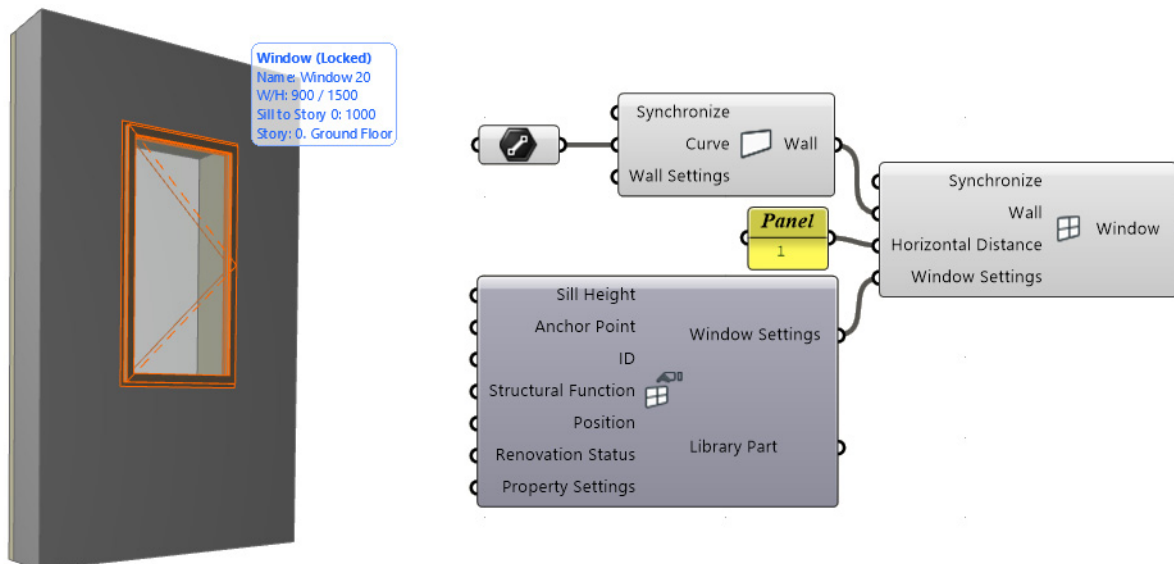 Window (Locked)
Name: Window 20
W/H: 900 / 1500
Sill to Story 0: 1000
Story: 0. Ground Floor
Synchronize
Curve
Wall
Wall Settings
Panel
1
Synchronize
Wall
Horizontal Distance
Window
Window Settings
Sill Height
Anchor Point
Window Settings
ID
Structural Function
Position
Library Part
Renovation Status
Property Settings